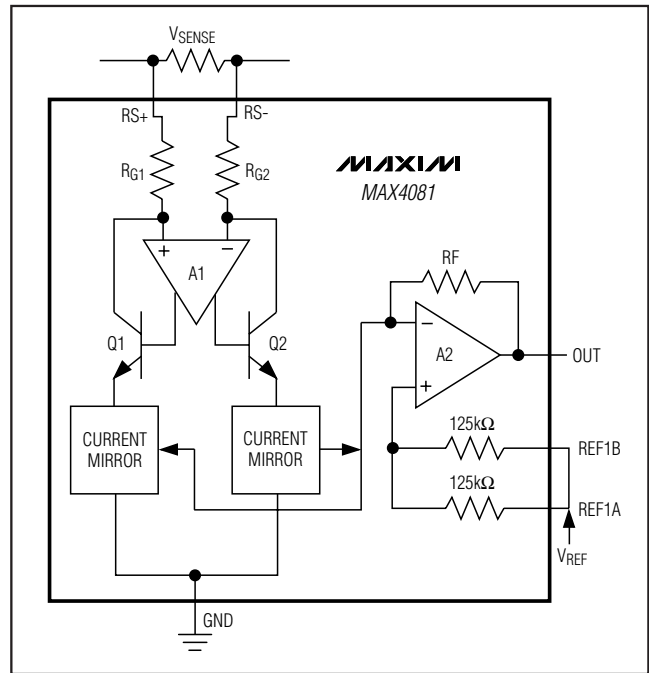 VSENSE
RS+
RS-
RG1
RG2
MAXIM
MAX4081
+
−
A1
RF
Q1
Q2
−
A2
+
OUT
CURRENT
MIRROR
CURRENT
MIRROR
125kΩ
REF1B
125kΩ
REF1A
VREF
GND